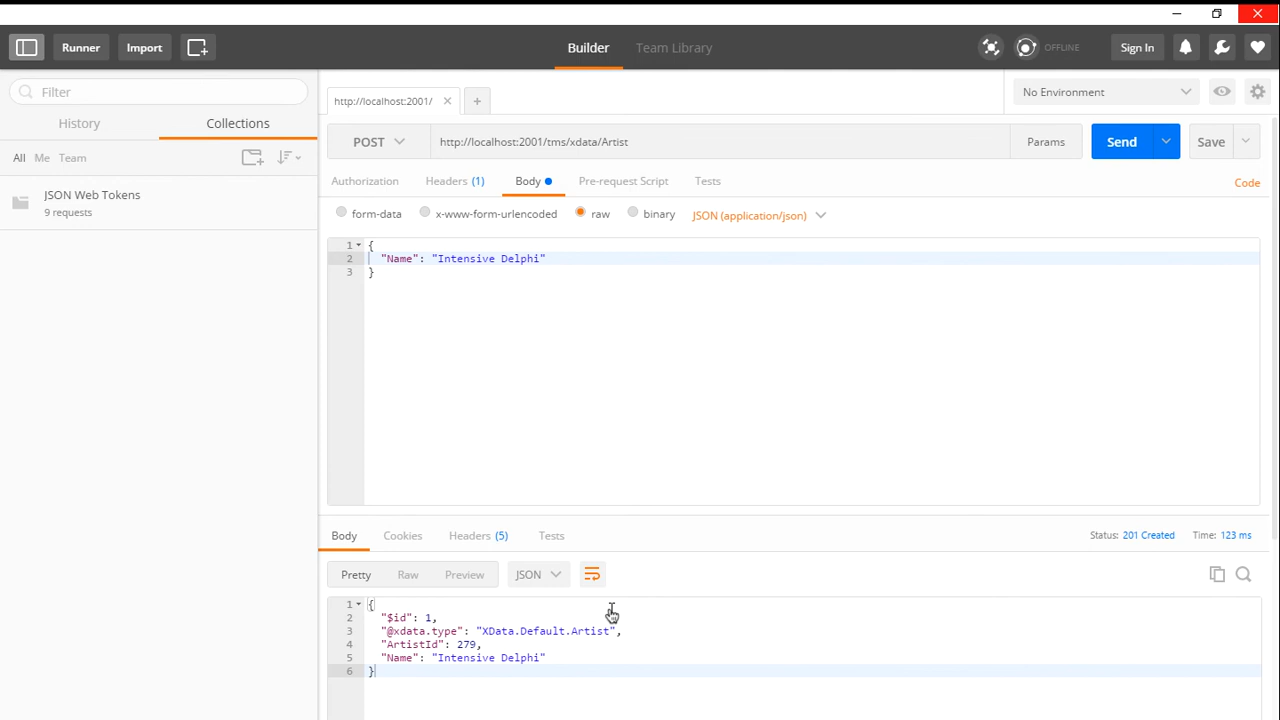 Runner Import Builder Team Library OFFLINE Sign In
Filter
History Collections
All Me Team
JSON Web Tokens
9 requests
http://localhost:2001/ No Environment
POST http://localhost:2001/tms/xdata/Artist Params Send Save
Authorization Headers (1) Body Pre-request Script Tests Code
form-data x-www-form-urlencoded raw binary JSON (application/json)
1 {
2 "Name": "Intensive Delphi"
3 }
Body Cookies Headers (5) Tests Status: 201 Created Time: 123 ms
Pretty Raw Preview JSON
1 {
2 "$id": 1,
3 "@xdata.type": "XData.Default.Artist",
4 "ArtistId": 279,
5 "Name": "Intensive Delphi"
6 }